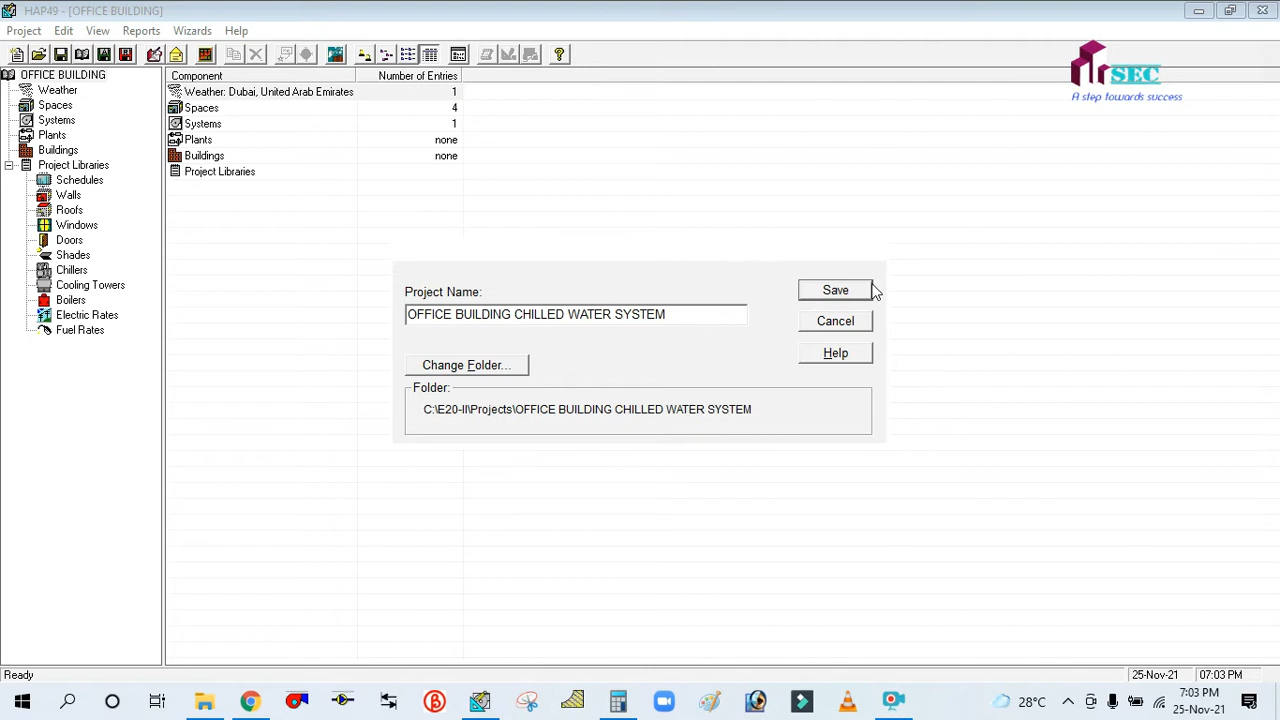 HAP49 - [OFFICE BUILDING]
Project Edit View Reports Wizards Help
OFFICE BUILDING
Weather
Spaces
Systems
Plants
Buildings
Project Libraries
Schedules
Walls
Roofs
Windows
Doors
Shades
Chillers
Cooling Towers
Boilers
Electric Rates
Fuel Rates
Component Number of Entries
Weather: Dubai, United Arab Emirates 1
Spaces 4
Systems 1
Plants none
Buildings none
Project Libraries
SEC
A step towards success
Project Name:
OFFICE BUILDING CHILLED WATER SYSTEM
Save
Cancel
Help
Change Folder...
Folder:
C:\E20-II\Projects\OFFICE BUILDING CHILLED WATER SYSTEM
Ready
25-Nov-21 07:03 PM
28°C
7:03 PM
25-Nov-21